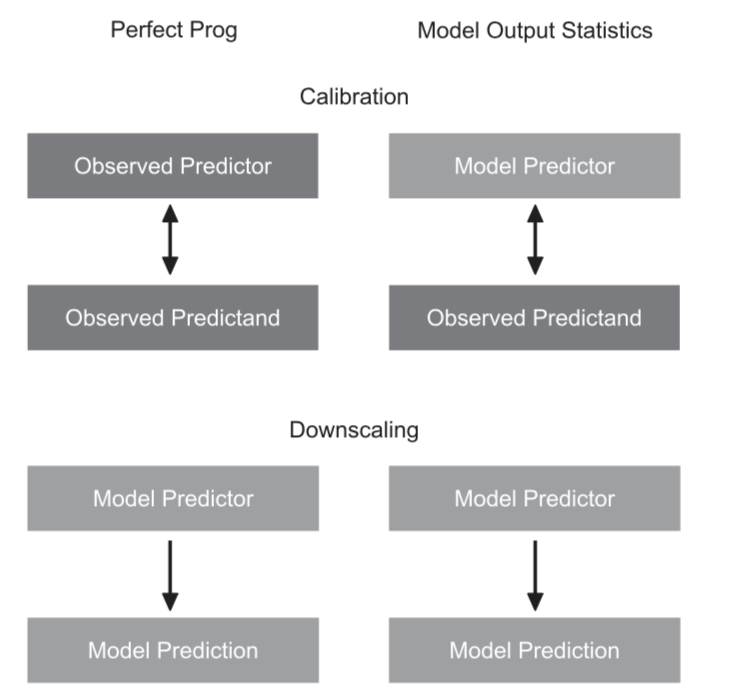 Perfect Prog
Model Output Statistics
Calibration
Observed Predictor
Model Predictor
Observed Predictand
Observed Predictand
Downscaling
Model Predictor
Model Predictor
Model Prediction
Model Prediction